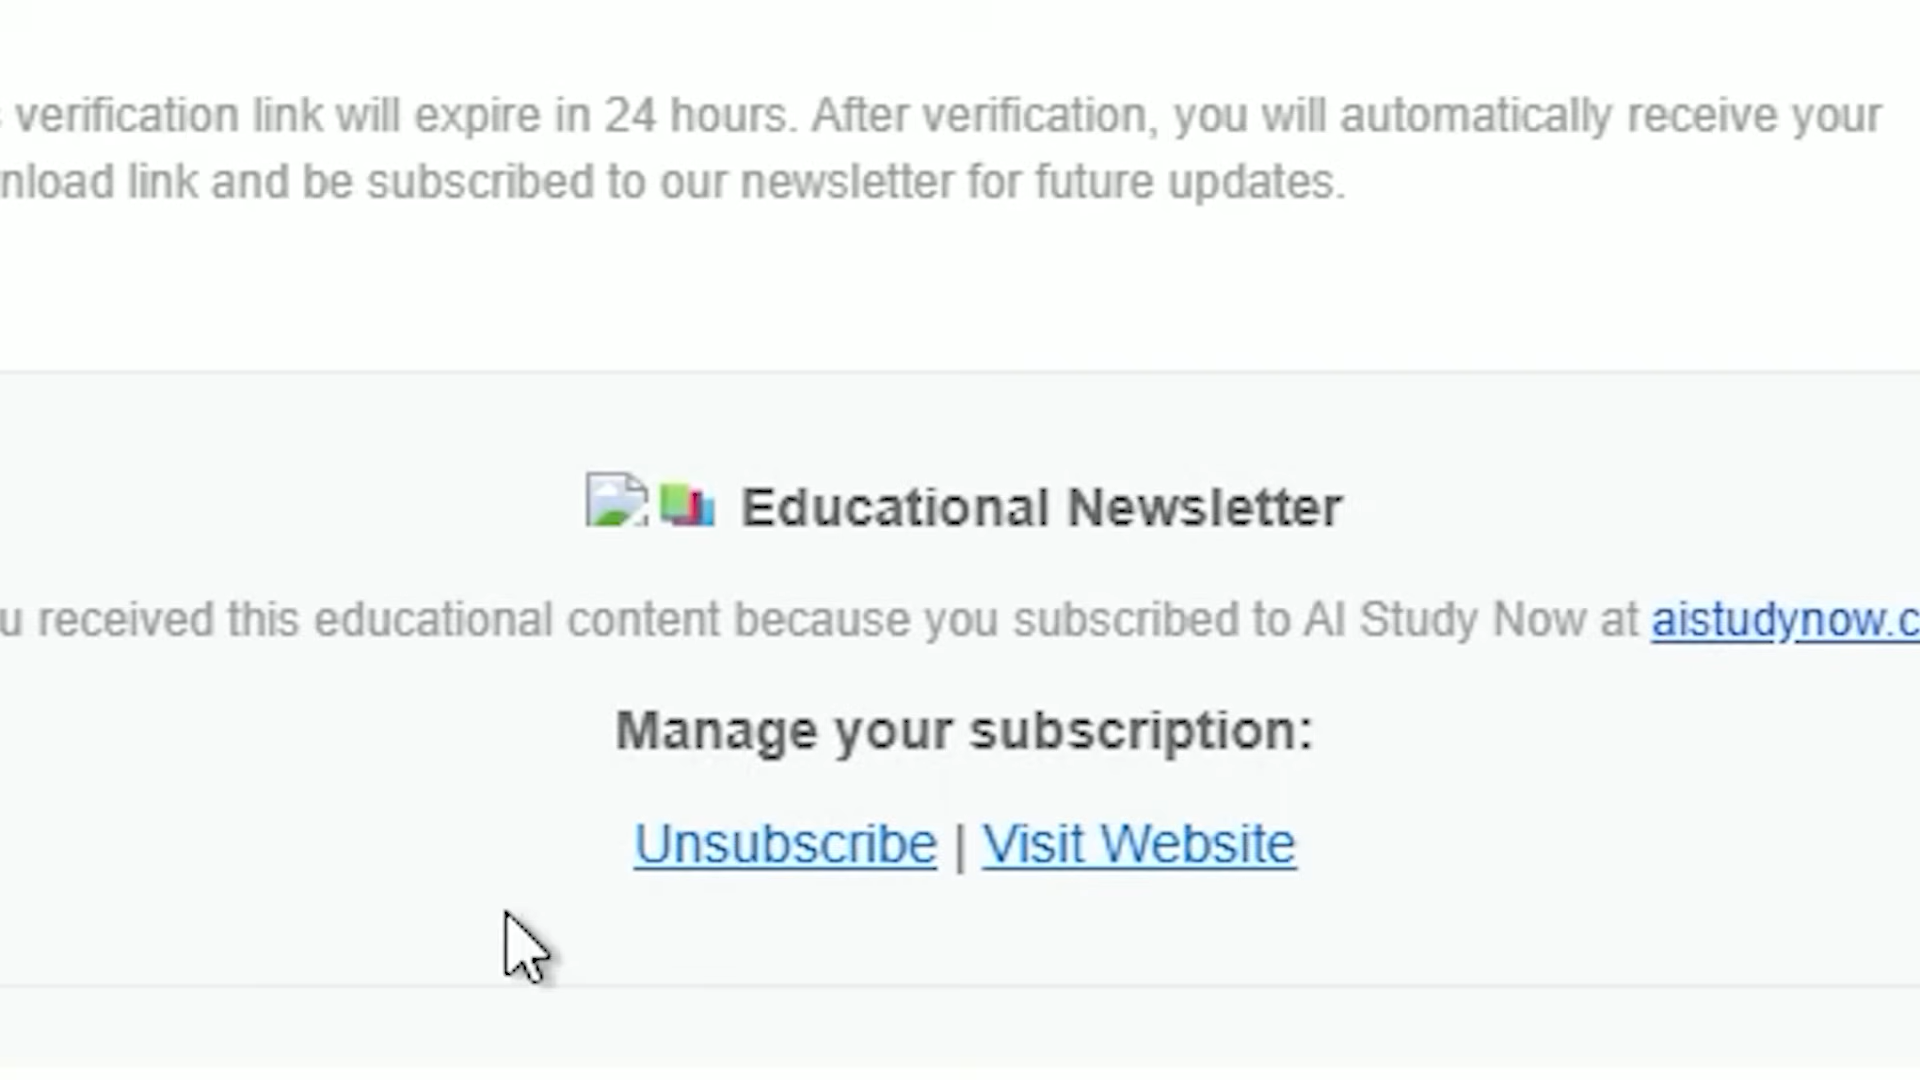 verification link will expire in 24 hours. After verification, you will automatically receive your
nload link and be subscribed to our newsletter for future updates.
Educational Newsletter
u received this educational content because you subscribed to AI Study Now at aistudynow.c
Manage your subscription:
Unsubscribe | Visit Website